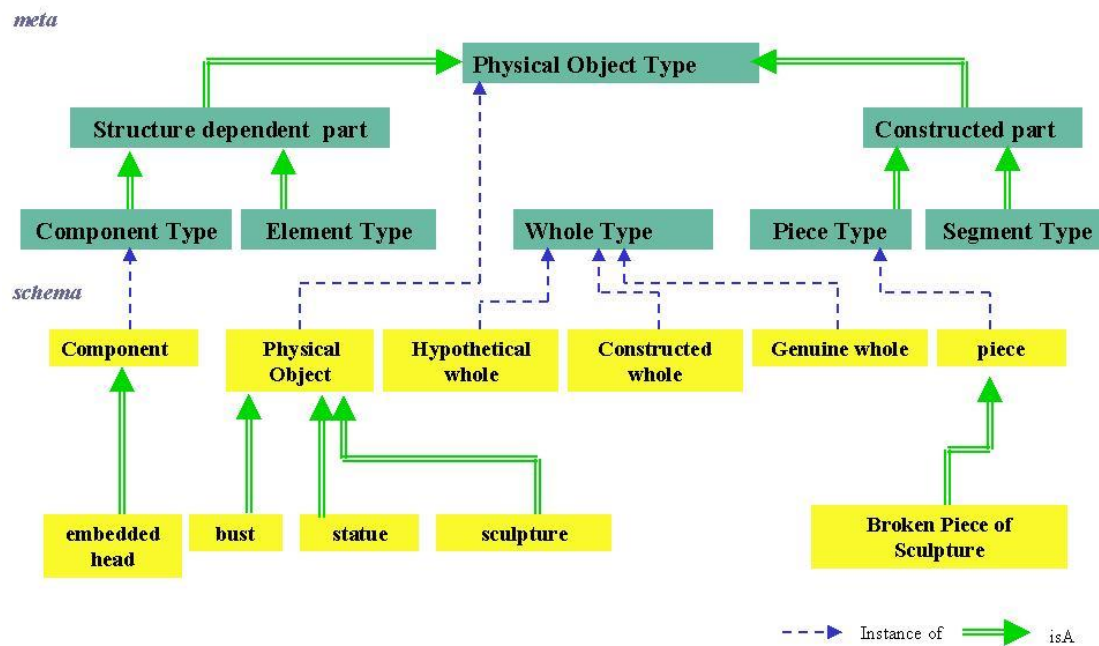 meta
Physical Object Type
Structure dependent part
Constructed part
Component Type
Element Type
Whole Type
Piece Type
Segment Type
schema
Component
Physical
Object
Hypothetical
whole
Constructed
whole
Genuine whole
piece
embedded
head
bust
statue
sculpture
Broken Piece of
Sculpture
Instance of
isA